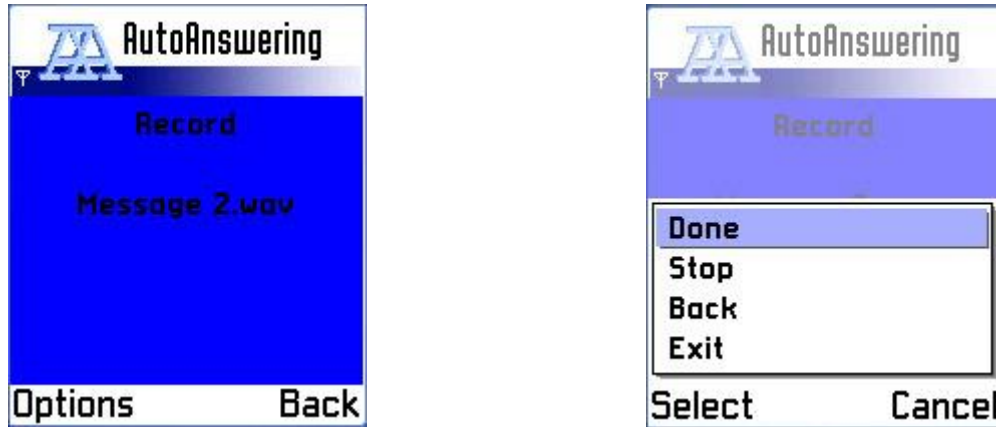 AutoAnswering
Record
Message 2.wav
Options Back
AutoAnswering
Record
Done
Stop
Back
Exit
Select Cancel